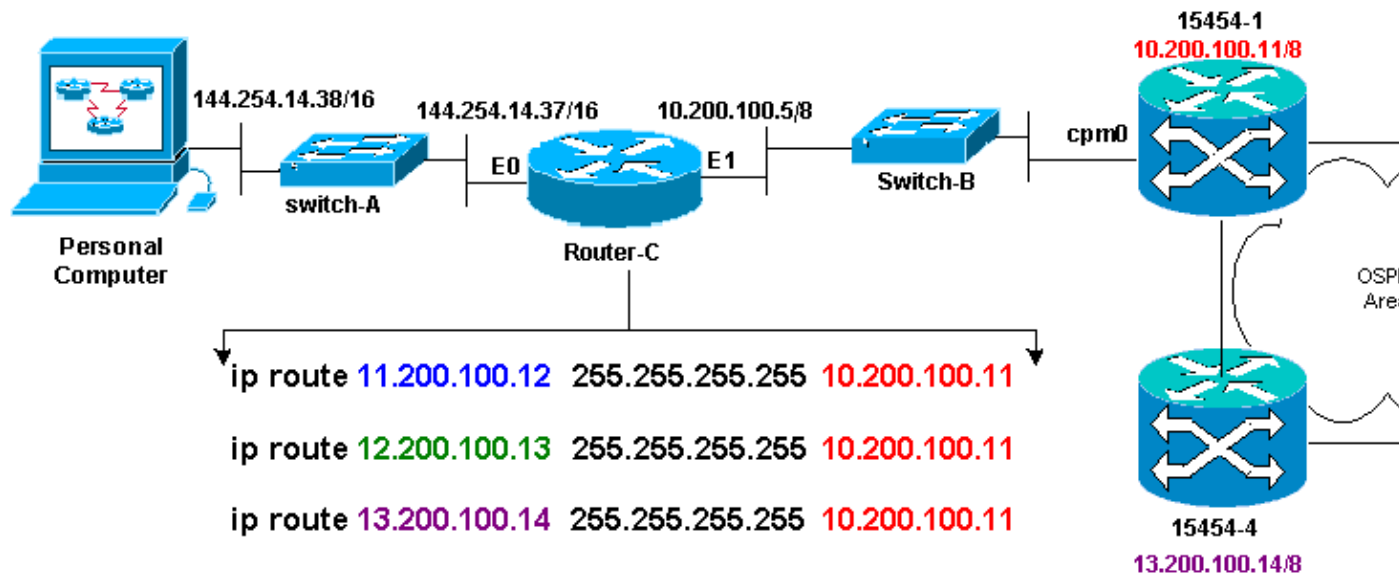 15454-1
10.200.100.11/8
144.254.14.38/16
144.254.14.37/16
10.200.100.5/8
cpm0
E0
E1
switch-A
Switch-B
Router-C
Personal
Computer
ip route 11.200.100.12 255.255.255.255 10.200.100.11
ip route 12.200.100.13 255.255.255.255 10.200.100.11
ip route 13.200.100.14 255.255.255.255 10.200.100.11
15454-4
13.200.100.14/8